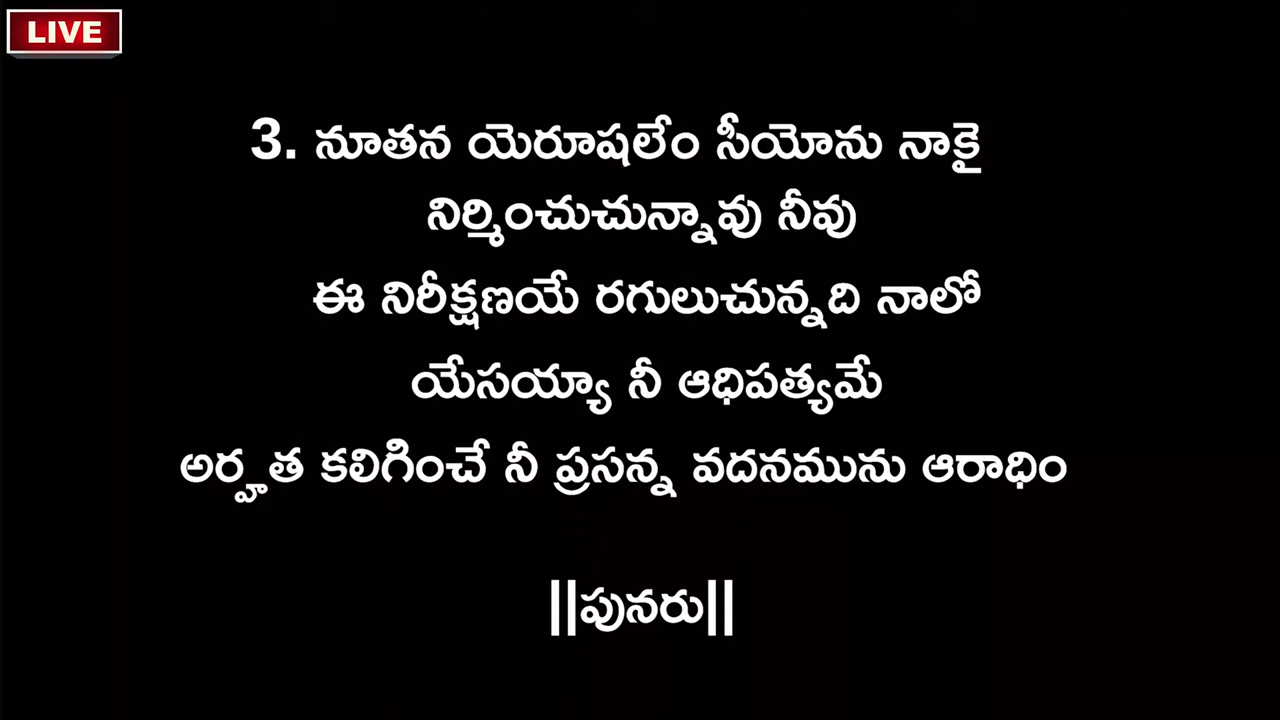 LIVE
3. నూతన యెరూషలేం సీయోను నాకై
నిర్మించుచున్నావు నీవు
ఈ నిరీక్షణయే రగులుచున్నది నాలో
యేసయ్యా నీ ఆధిపత్యమే
అర్హత కలిగించే నీ ప్రసన్న వదనమును ఆరాధిం
||పునరు||